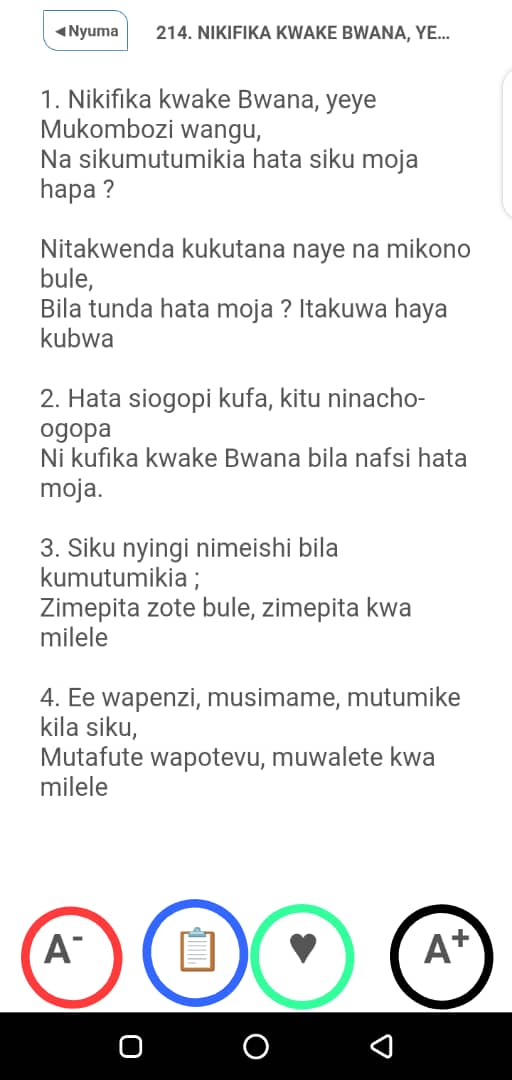 ◄Nyuma
214. NIKIFIKA KWAKE BWANA, YE...
1. Nikifika kwake Bwana, yeye
Mukombozi wangu,
Na sikumutumikia hata siku moja
hapa ?
Nitakwenda kukutana naye na mikono
bule,
Bila tunda hata moja ? Itakuwa haya
kubwa
2. Hata siogopi kufa, kitu ninacho-
ogopa
Ni kufika kwake Bwana bila nafsi hata
moja.
3. Siku nyingi nimeishi bila
kumutumikia ;
Zimepita zote bule, zimepita kwa
milele
4. Ee wapenzi, musimame, mutumike
kila siku,
Mutafute wapotevu, muwalete kwa
milele
A-
A+